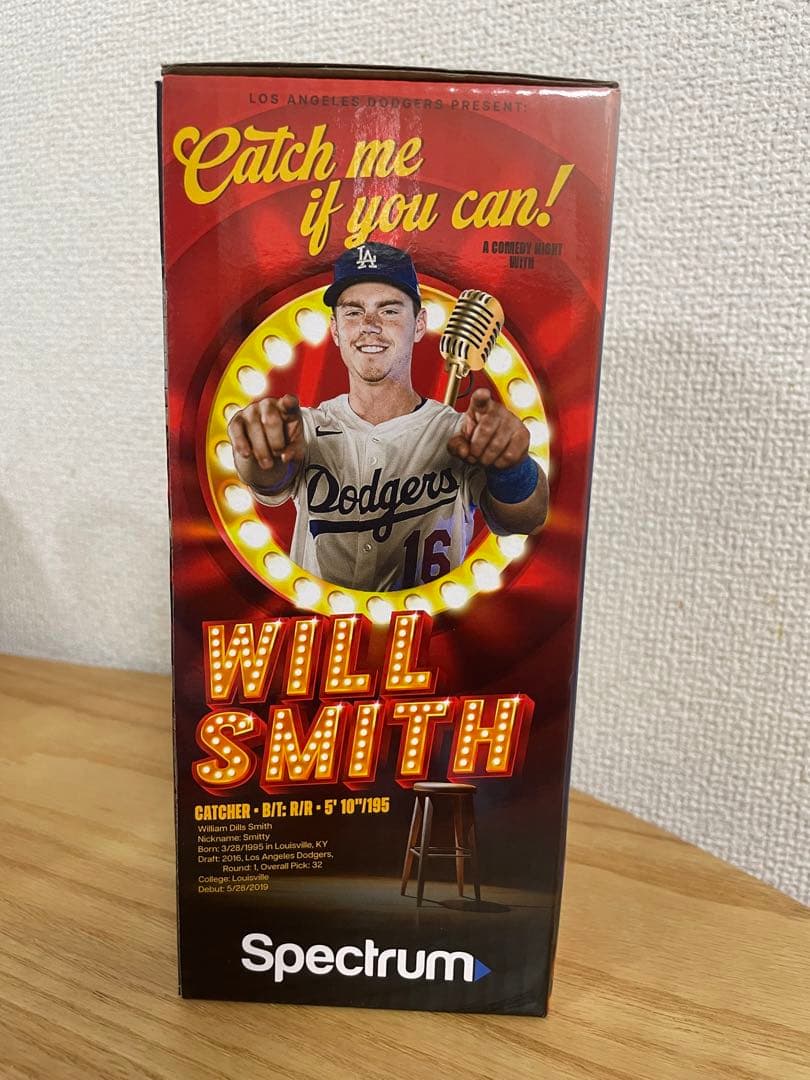 LOS ANGELES DODGERS PRESENT:
Catch me
if you can!
A COMEDY NIGHT
WITH
LA
Dodgers
16
WILL
SMITH
CATCHER • B/T: R/R • 5' 10"/195
William Dills Smith
Nickname: Smitty
Born: 3/28/1995 in Louisville, KY
Draft: 2016, Los Angeles Dodgers,
Round: 1, Overall Pick: 32
College: Louisville
Debut: 5/28/2019
Spectrum